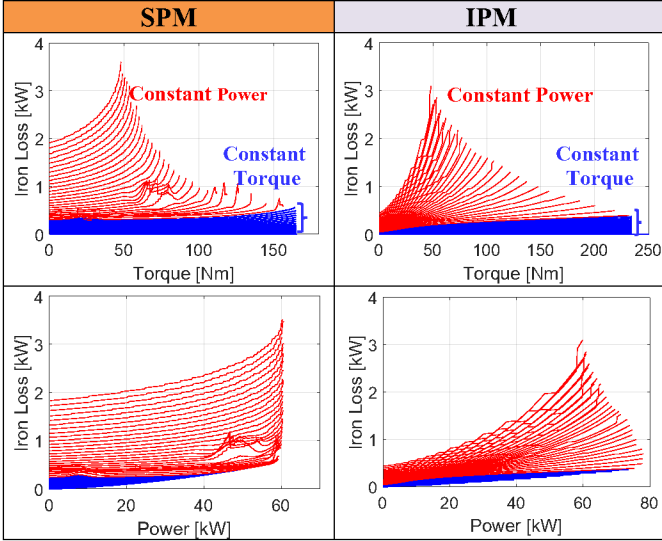 SPM
IPM
4
3
2
1
0
Iron Loss [kW]
Constant Power
Constant
Torque
0
50
100
150
Torque [Nm]
4
3
2
1
0
Iron Loss [kW]
Constant Power
Constant
Torque
0
50
100
150
200
250
Torque [Nm]
4
3
2
1
0
Iron Loss [kW]
0
20
40
60
Power [kW]
4
3
2
1
0
Iron Loss [kW]
0
20
40
60
80
Power [kW]